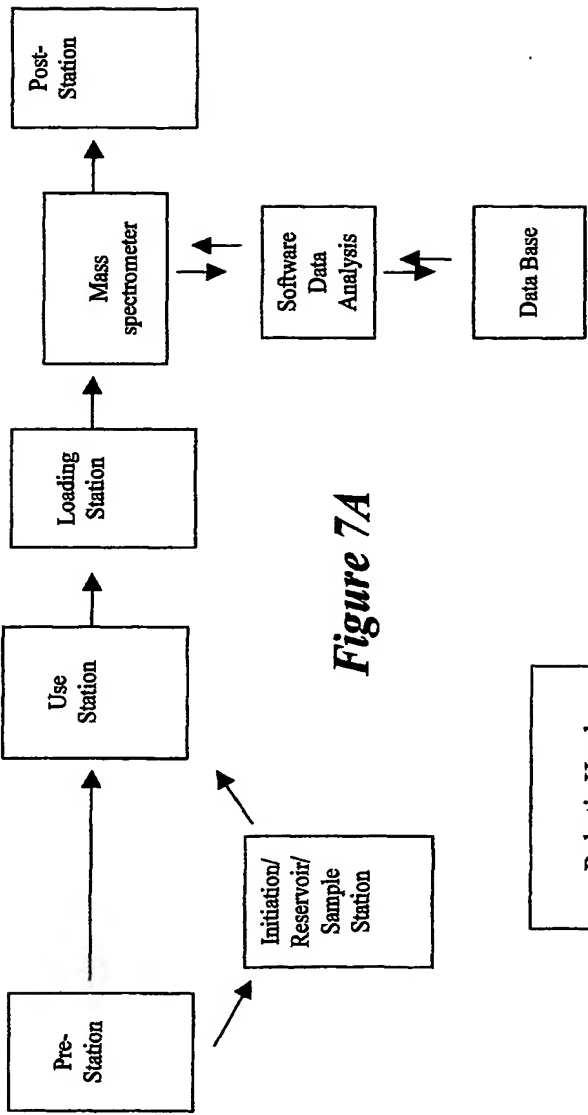 Pre-
Station
Initiation/
Reservoir/
Sample
Station
Use
Station
Loading
Station
Mass
spectrometer
Post-
Station
Software
Data
Analysis
Data Base
Figure 7A